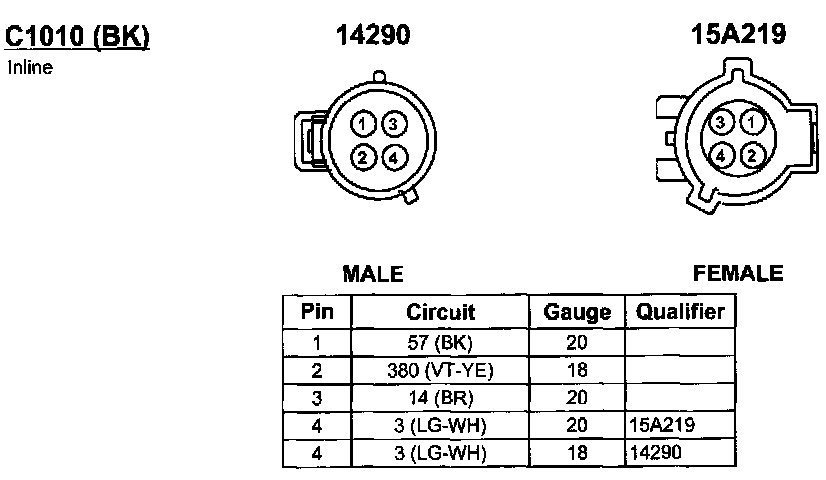 C1010 (BK)
Inline
14290
15A219
1 3
2 4
3 1
4 2
MALE
FEMALE
Pin Circuit Gauge Qualifier
1 57 (BK) 20
2 380 (VT-YE) 18
3 14 (BR) 20
4 3 (LG-WH) 20 15A219
4 3 (LG-WH) 18 14290